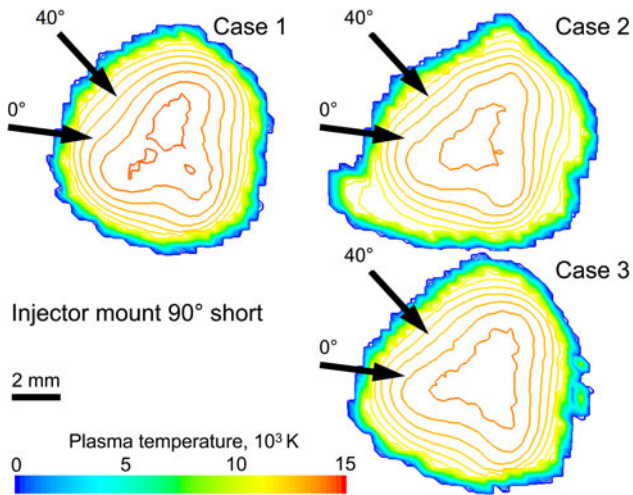 40°
Case 1
0°
40°
Case 2
0°
40°
Case 3
0°
Injector mount 90° short
2 mm
Plasma temperature, 10³ K
0 5 10 15